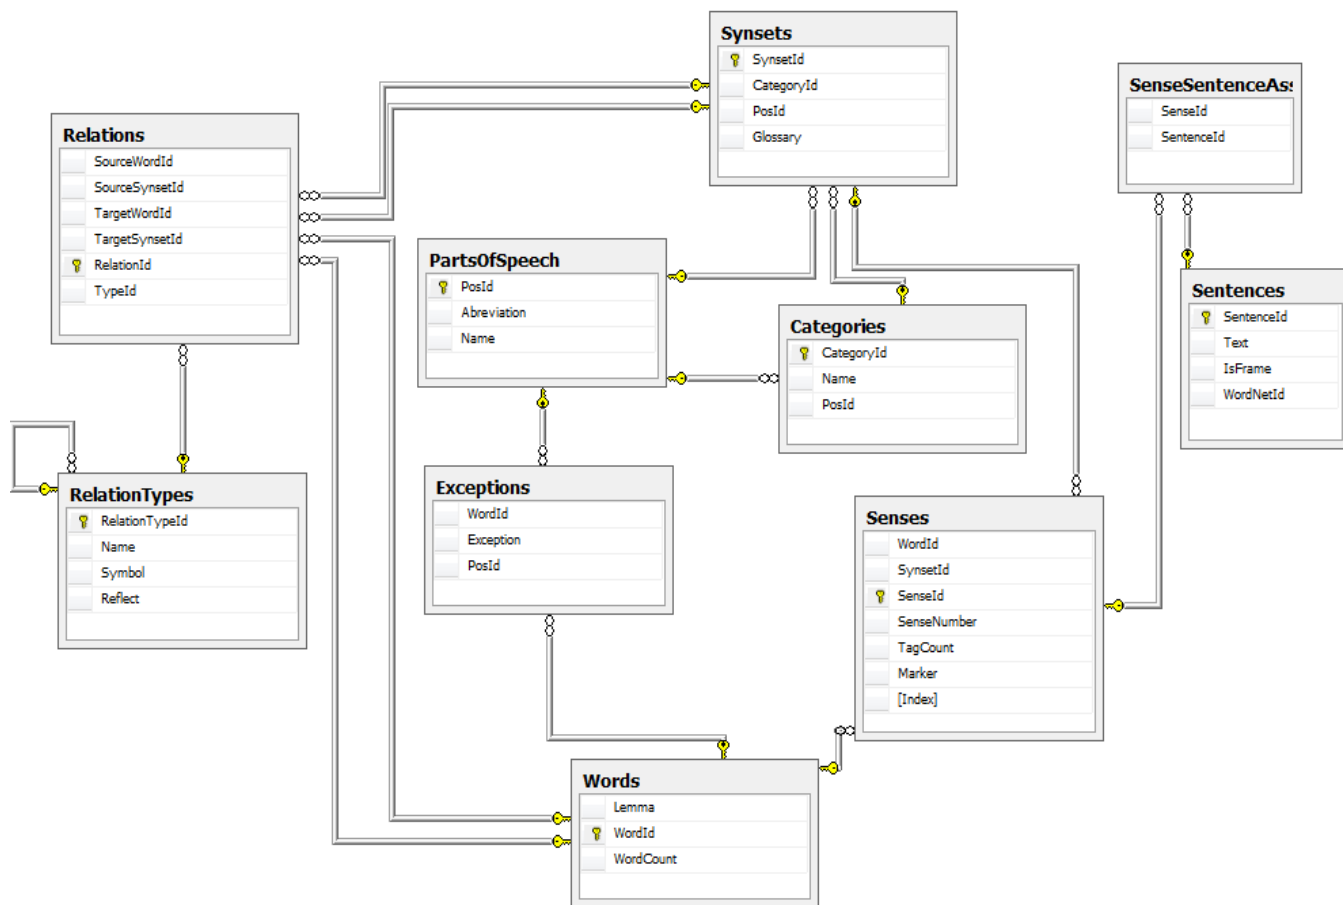 Synsets
SynsetId
CategoryId
PosId
Glossary
SenseSentenceAss
SenseId
SentenceId
Relations
SourceWordId
SourceSynsetId
TargetWordId
TargetSynsetId
RelationId
TypeId
PartsOfSpeech
PosId
Abreviation
Name
Categories
CategoryId
Name
PosId
Sentences
SentenceId
Text
IsFrame
WordNetId
RelationTypes
RelationTypeId
Name
Symbol
Reflect
Exceptions
WordId
Exception
PosId
Senses
WordId
SynsetId
SenseId
SenseNumber
TagCount
Marker
[Index]
Words
Lemma
WordId
WordCount